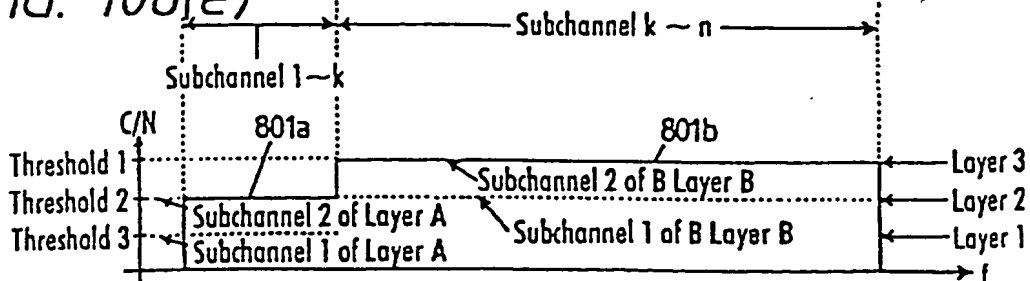 Subchannel k ~ n
Subchannel 1~k
C/N
801a
801b
Threshold 1
Layer 3
Subchannel 2 of B Layer B
Threshold 2
Layer 2
Subchannel 2 of Layer A
Subchannel 1 of B Layer B
Threshold 3
Layer 1
Subchannel 1 of Layer A
f